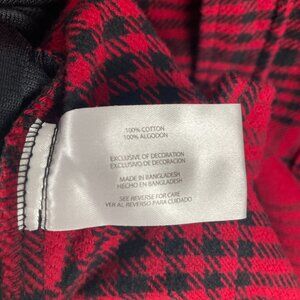 100% COTTON
100% ALGODON
EXCLUSIVE OF DECORATION
EXCLUSIVO DE DECORACION
MADE IN BANGLADESH
HECHO EN BANGLADESH
SEE REVERSE FOR CARE
VER AL REVERSO PARA CUIDADO